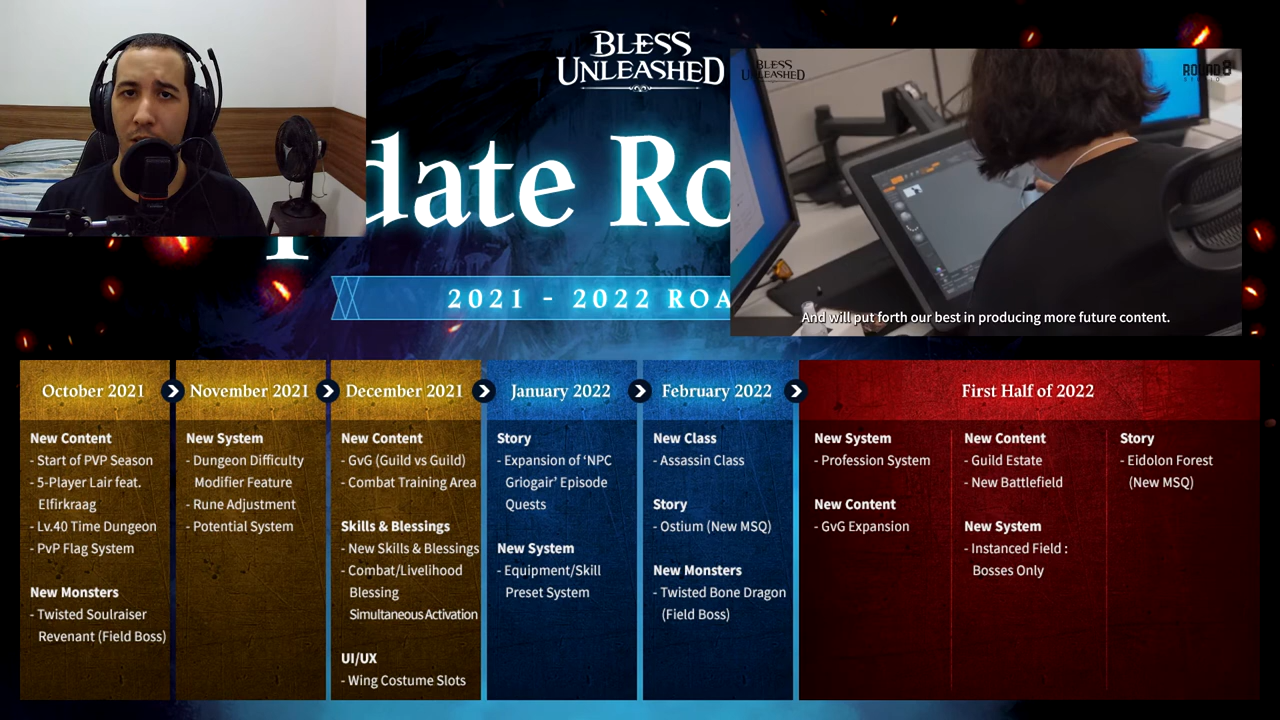 BLESS
UNLEASHED
BLESS
UNLEASHED
ROUND8
date Ro
2021 - 2022 ROA
And will put forth our best in producing more future content.
October 2021
New Content
- Start of PVP Season
- 5-Player Lair feat.
Elfirkraag
- Lv.40 Time Dungeon
- PvP Flag System
New Monsters
- Twisted Soulraiser
Revenant (Field Boss)
November 2021
New System
- Dungeon Difficulty
Modifier Feature
- Rune Adjustment
- Potential System
December 2021
New Content
- GvG (Guild vs Guild)
- Combat Training Area
Skills & Blessings
- New Skills & Blessings
- Combat/Livelihood
Blessing
Simultaneous Activation
UI/UX
- Wing Costume Slots
January 2022
Story
- Expansion of ‘NPC
Griogair’ Episode
Quests
New System
- Equipment/Skill
Preset System
February 2022
New Class
- Assassin Class
Story
- Ostium (New MSQ)
New Monsters
- Twisted Bone Dragon
(Field Boss)
First Half of 2022
New System
- Profession System
New Content
- GvG Expansion
New Content
- Guild Estate
- New Battlefield
New System
- Instanced Field :
Bosses Only
Story
- Eidolon Forest
(New MSQ)